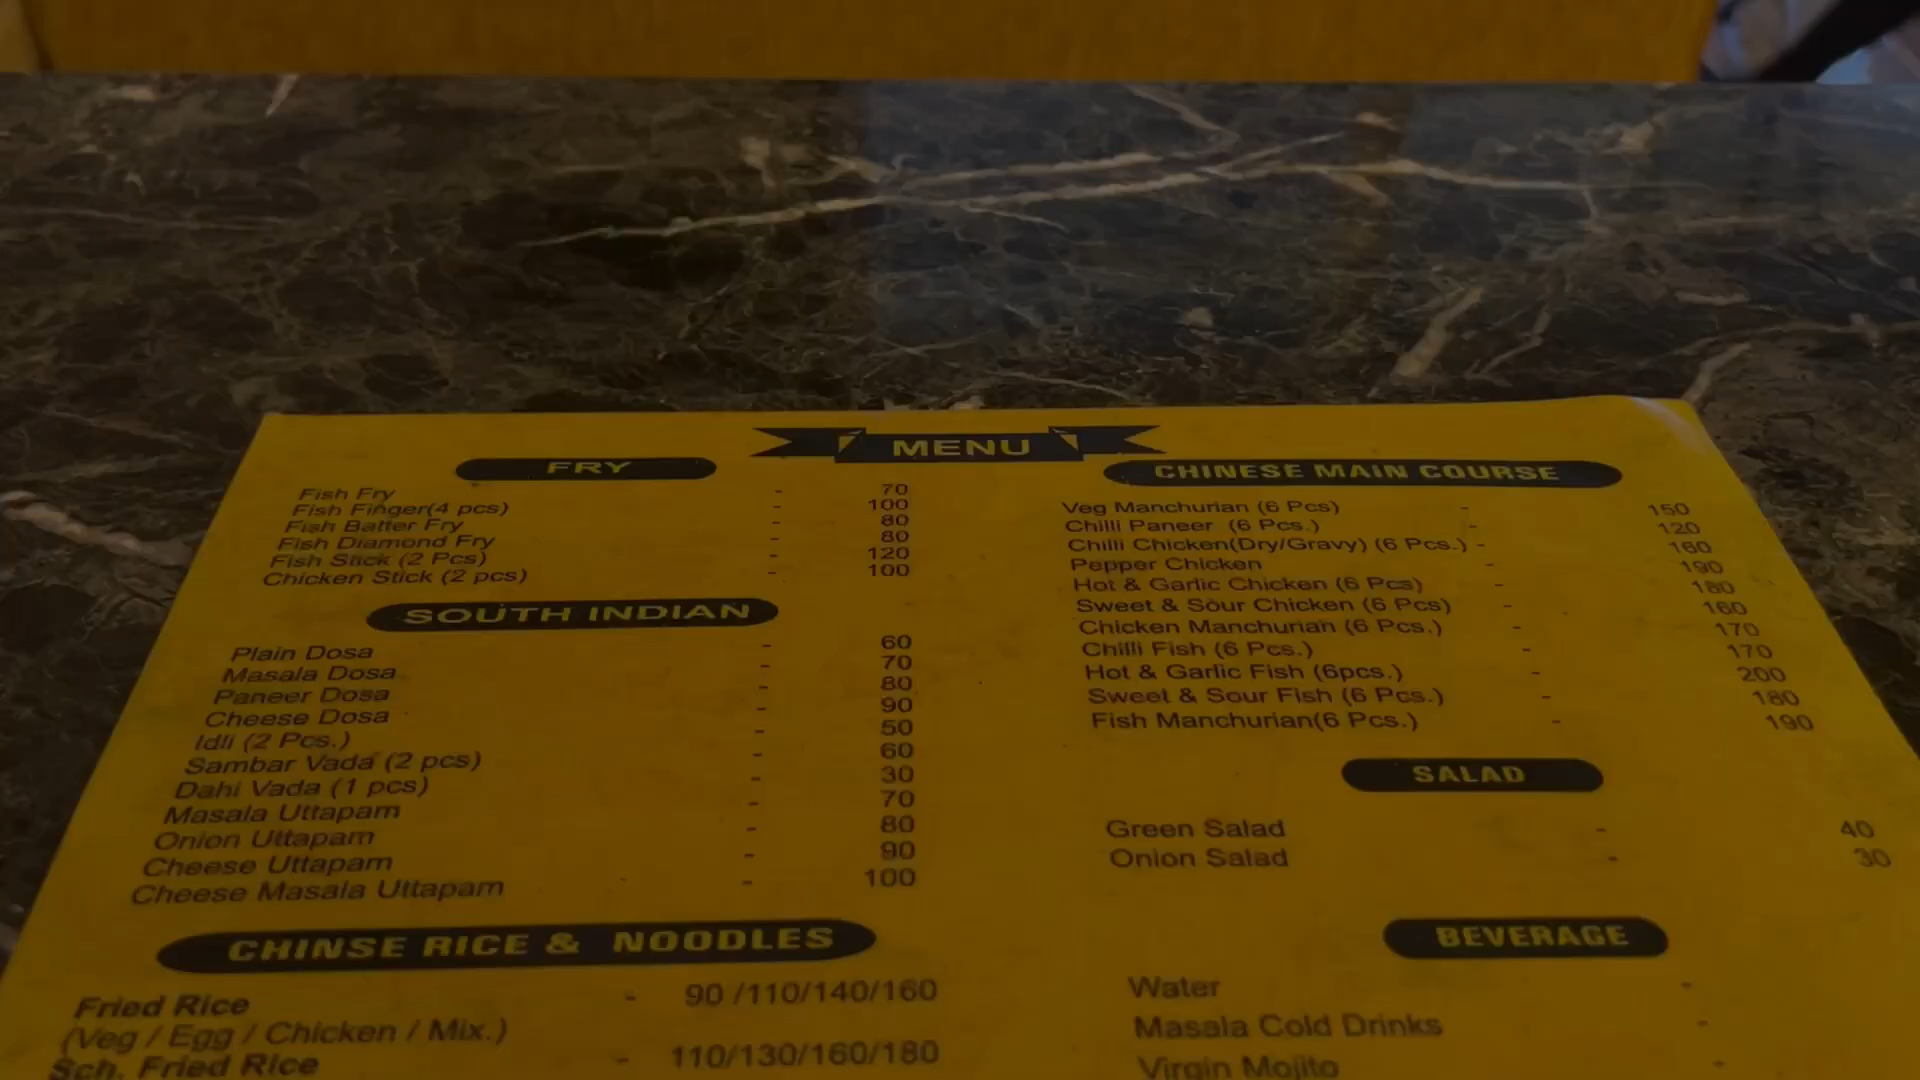 MENU
FRY
Fish Fry - 70
Fish Finger(4 pcs) - 100
Fish Batter Fry - 80
Fish Diamond Fry - 80
Fish Stick (2 Pcs) - 120
Chicken Stick (2 pcs) - 100
SOUTH INDIAN
Plain Dosa - 60
Masala Dosa - 70
Paneer Dosa - 80
Cheese Dosa - 90
Idli (2 Pcs.) - 50
Sambar Vada (2 pcs) - 60
Dahi Vada (1 pcs) - 30
Masala Uttapam - 70
Onion Uttapam - 80
Cheese Uttapam - 90
Cheese Masala Uttapam - 100
CHINSE RICE & NOODLES
Fried Rice - 90 /110/140/160
(Veg / Egg / Chicken / Mix.)
Sch. Fried Rice - 110/130/160/180
CHINESE MAIN COURSE
Veg Manchurian (6 Pcs) - 150
Chilli Paneer (6 Pcs.) - 120
Chilli Chicken(Dry/Gravy) (6 Pcs.) - 160
Pepper Chicken - 190
Hot & Garlic Chicken (6 Pcs) 180
Sweet & Sour Chicken (6 Pcs) - 160
Chicken Manchurian (6 Pcs.) - 170
Chilli Fish (6 Pcs.) - 170
Hot & Garlic Fish (6pcs.) - 200
Sweet & Sour Fish (6 Pcs.) - 180
Fish Manchurian(6 Pcs.) - 190
SALAD
Green Salad - 40
Onion Salad - 30
BEVERAGE
Water -
Masala Cold Drinks -
Virgin Mojito -